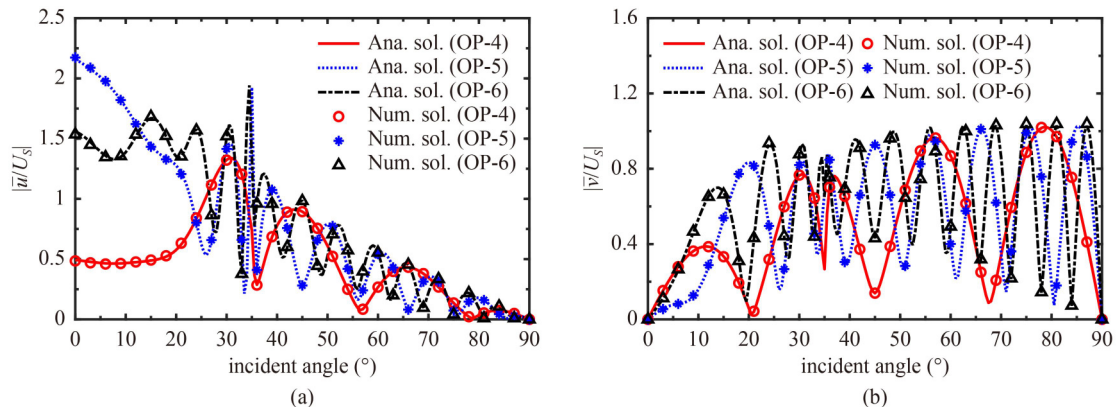 2.5
2
1.5
1
0.5
0
|ū/U_S|
Ana. sol. (OP-4)
Ana. sol. (OP-5)
Ana. sol. (OP-6)
Num. sol. (OP-4)
Num. sol. (OP-5)
Num. sol. (OP-6)
0 10 20 30 40 50 60 70 80 90
incident angle (°)
(a)
1.6
1.2
0.8
0.4
0
|v̄/U_S|
Ana. sol. (OP-4) Num. sol. (OP-4)
Ana. sol. (OP-5) Num. sol. (OP-5)
Ana. sol. (OP-6) Num. sol. (OP-6)
0 10 20 30 40 50 60 70 80 90
incident angle (°)
(b)